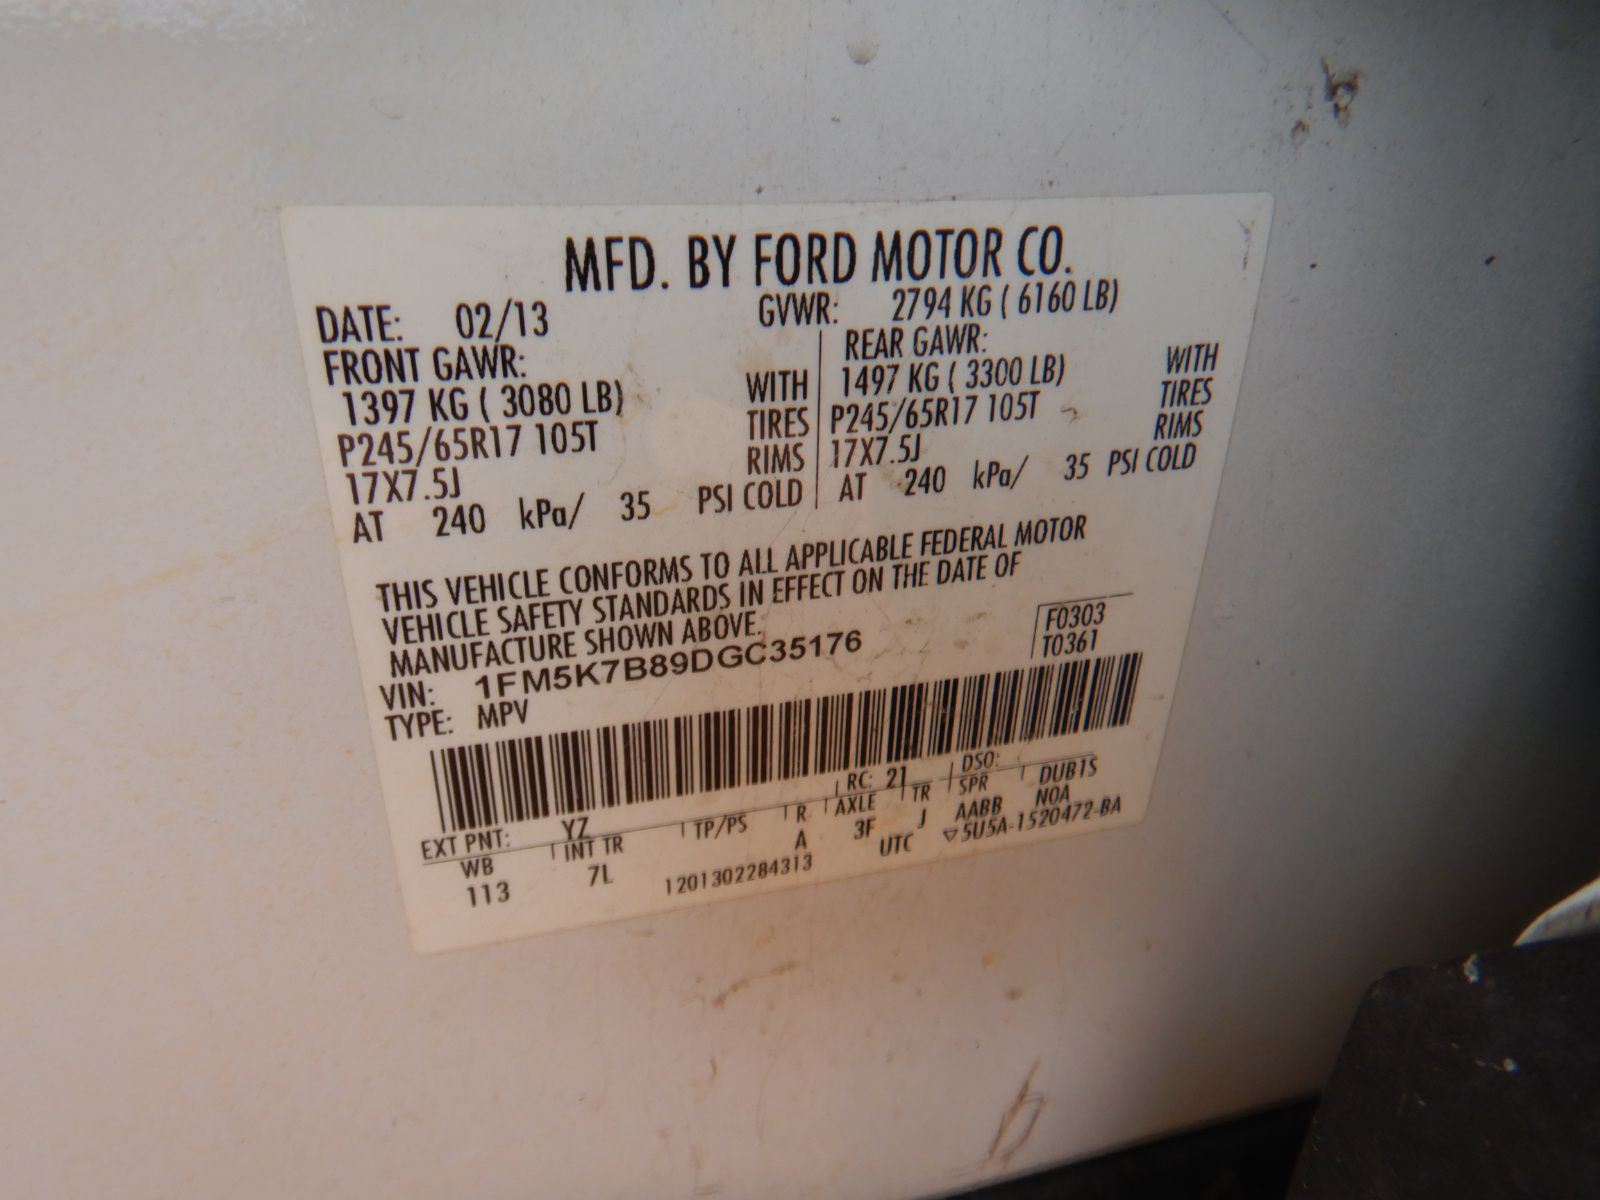 MFD. BY FORD MOTOR CO.
DATE: 02/13 GVWR: 2794 KG ( 6160 LB)
FRONT GAWR: REAR GAWR:
1397 KG ( 3080 LB) WITH 1497 KG ( 3300 LB) WITH
P245/65R17 105T TIRES P245/65R17 105T TIRES
17X7.5J RIMS 17X7.5J RIMS
AT 240 kPa/ 35 PSI COLD AT 240 kPa/ 35 PSI COLD
THIS VEHICLE CONFORMS TO ALL APPLICABLE FEDERAL MOTOR
VEHICLE SAFETY STANDARDS IN EFFECT ON THE DATE OF
MANUFACTURE SHOWN ABOVE.
VIN: 1FM5K7B89DGC35176 F0303
TYPE: MPV T0361
EXT PNT: YZ RC: 21 DSO:
WB INT TR TP/PS R AXLE TR SPR DUB1S
113 7L A 3F J AABB NOA
1201302284313 UTC ▽5U5A-1520472-BA